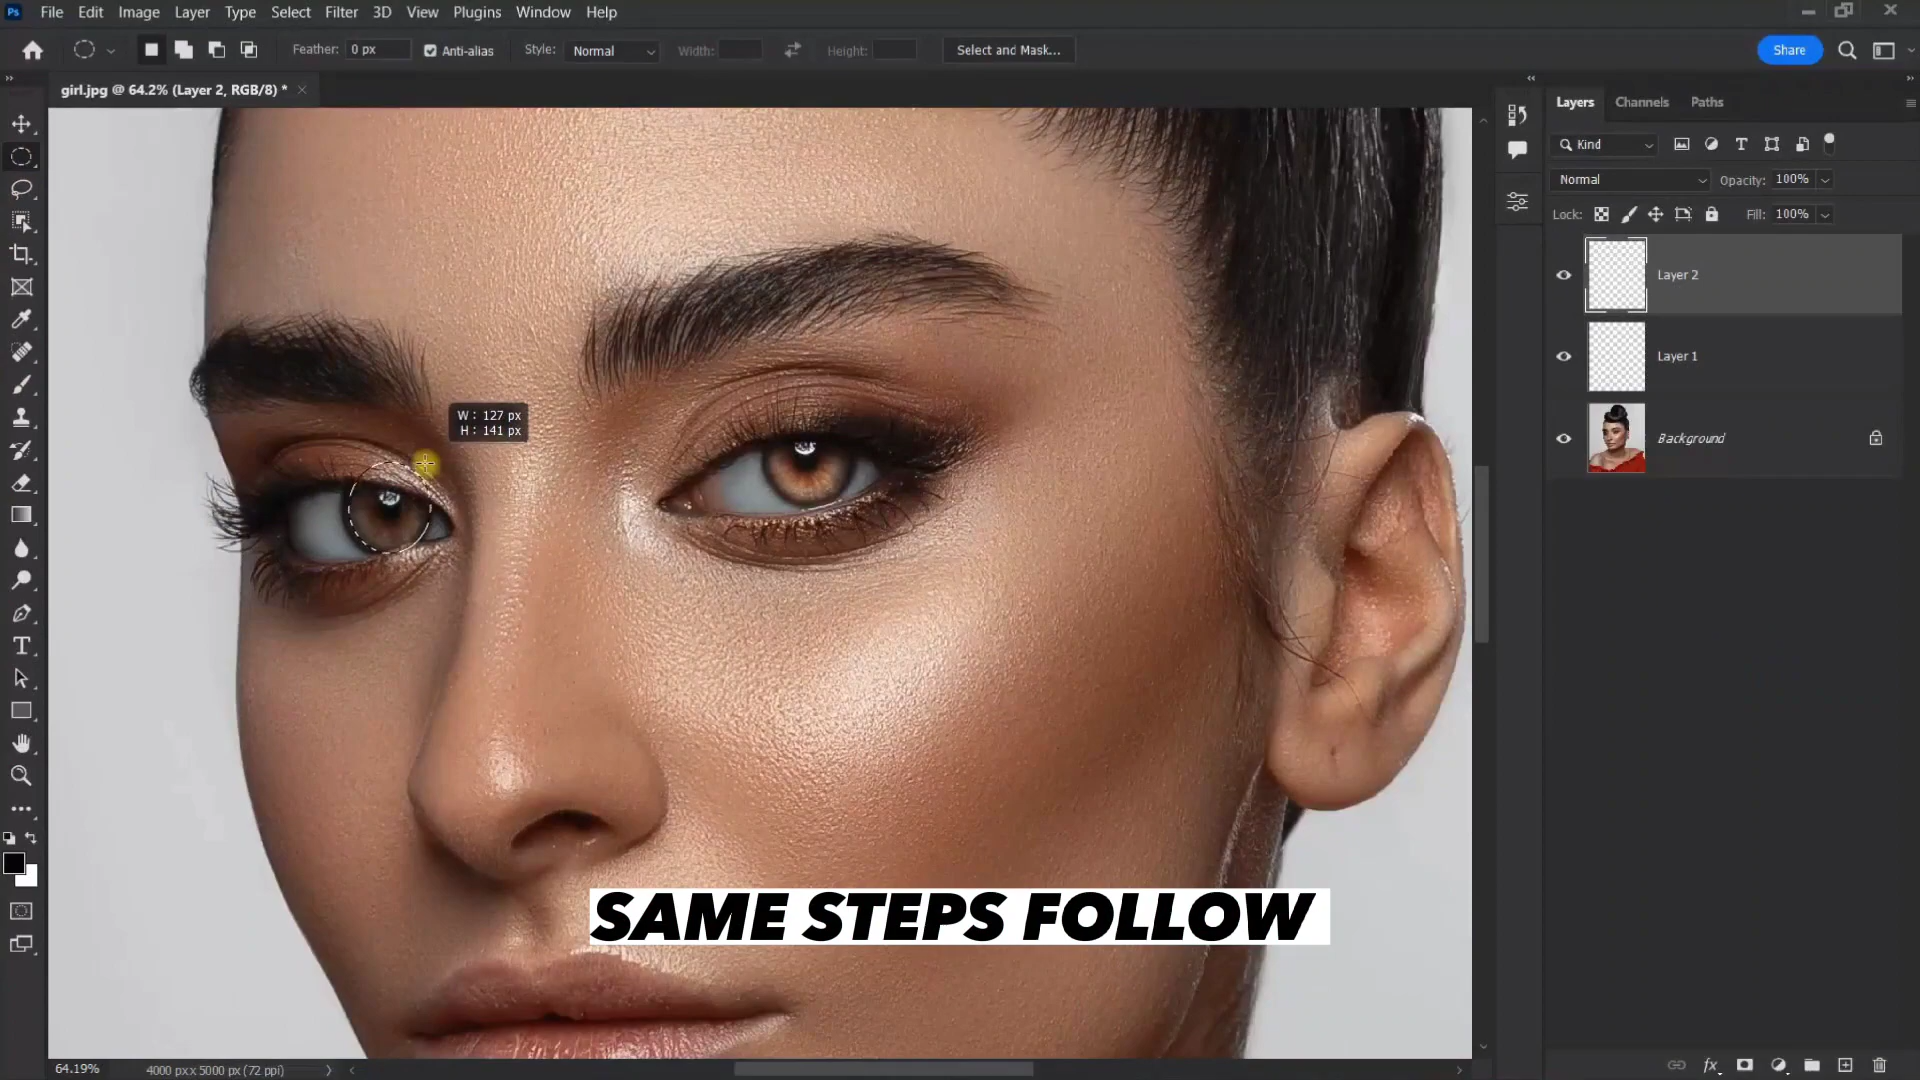 Ps File Edit Image Layer Type Select Filter 3D View Plugins Window Help
Feather: 0 px Anti-alias Style: Normal Width: Height: Select and Mask... Share
girl.jpg @ 64.2% (Layer 2, RGB/8) * ×
Layers Channels Paths
Kind
Normal Opacity: 100%
Lock: Fill: 100%
Layer 2
Layer 1
Background
W: 127 px
H: 141 px
SAME STEPS FOLLOW
64.19% 4000 px x 5000 px (72 ppi)